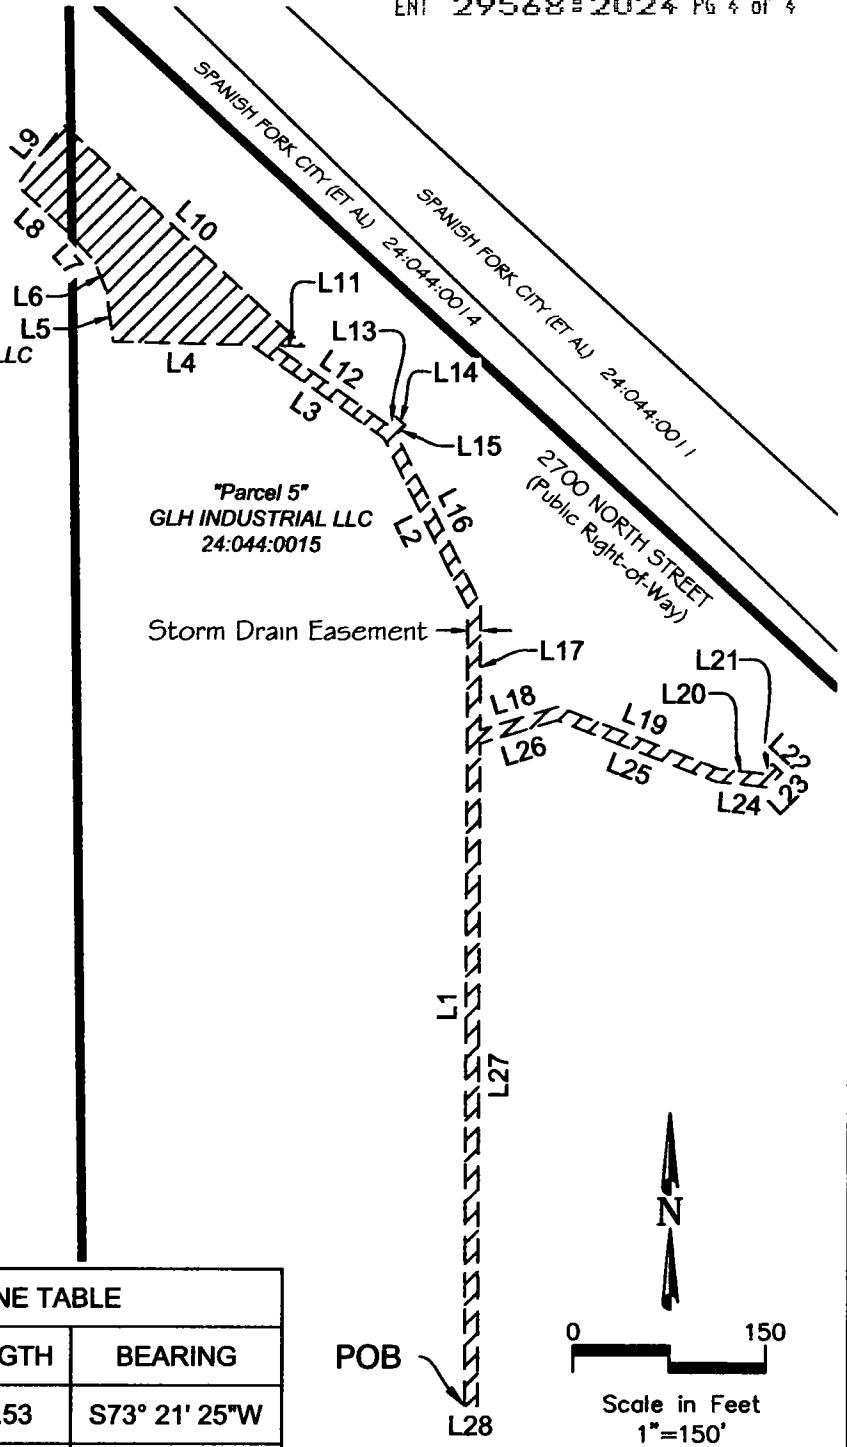 ENT 29568:2024 PG 4 of 4
SPANISH FORK CITY (ET AL) 24:044:0014
SPANISH FORK CITY (ET AL) 24:044:0011
L9
L8
L10
L7
L6
L5
LLC
L4
L11
L13
L12
L14
L3
L15
"Parcel 5"
GLH INDUSTRIAL LLC
24:044:0015
L16
L2
2700 NORTH STREET
(Public Right-of-Way)
Storm Drain Easement
L17
L21
L20
L18
L19
L22
L26
L25
L24
L23
L1
L27
N
NE TABLE
GTH BEARING
.53 S73° 21' 25"W
POB
L28
0 150
Scale in Feet
1"=150'